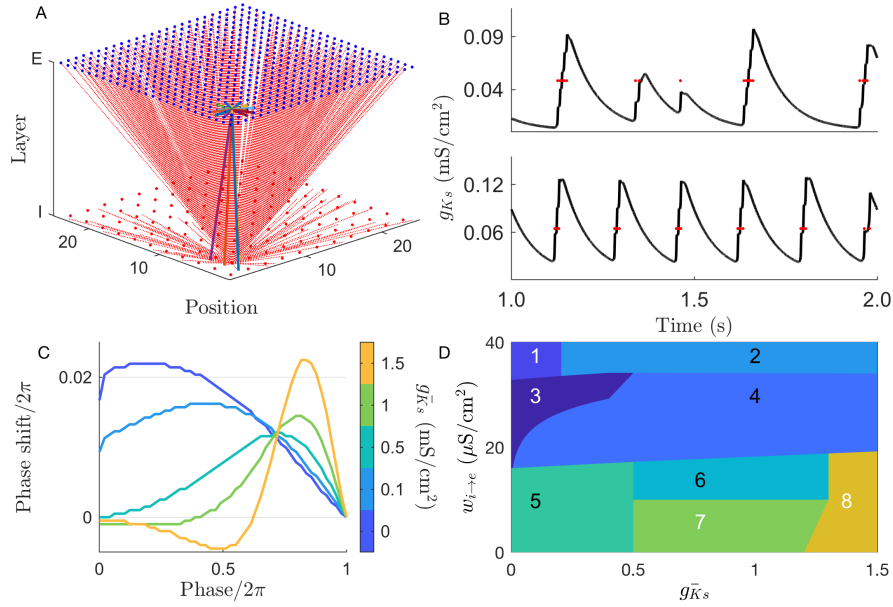 A
E
Layer
I
20
10
10
20
Position
B
0.09
0.04
g_{Ks} (mS/cm²)
0.12
0.06
1.0
1.5
2.0
Time (s)
C
0.02
0
Phase shift/2π
0
0.5
1
Phase/2π
1.5
1
0.5
0.1
0
g_{K̄s} (mS/cm²)
D
40
20
0
w_{i→e} (μS/cm²)
1
2
3
4
5
6
7
8
0
0.5
1
1.5
g_{K̄s}